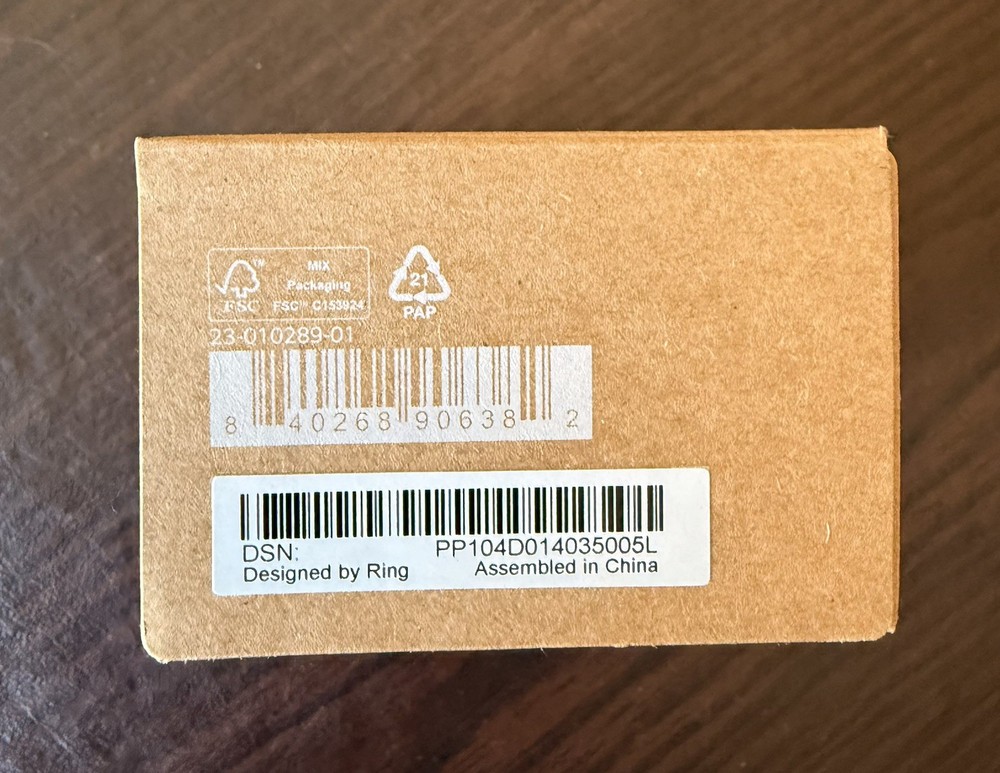 FSC™
MIX
Packaging
FSC™ C153924
21
PAP
23-010289-01
8 40268 90638 2
DSN: PP104D014035005L
Designed by Ring Assembled in China